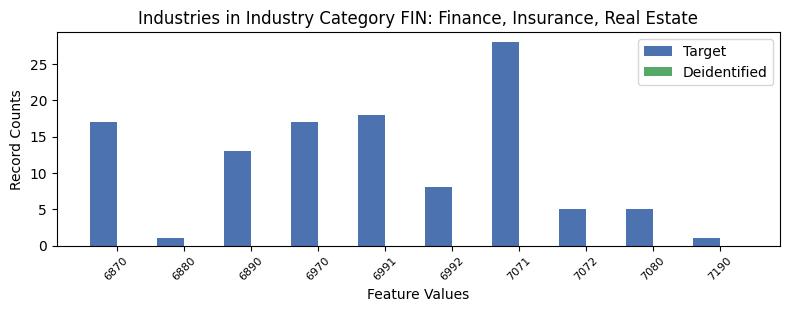 Industries in Industry Category FIN: Finance, Insurance, Real Estate
Target
Deidentified
Record Counts
25
20
15
10
5
0
6870 6880 6890 6970 6991 6992 7071 7072 7080 7190
Feature Values